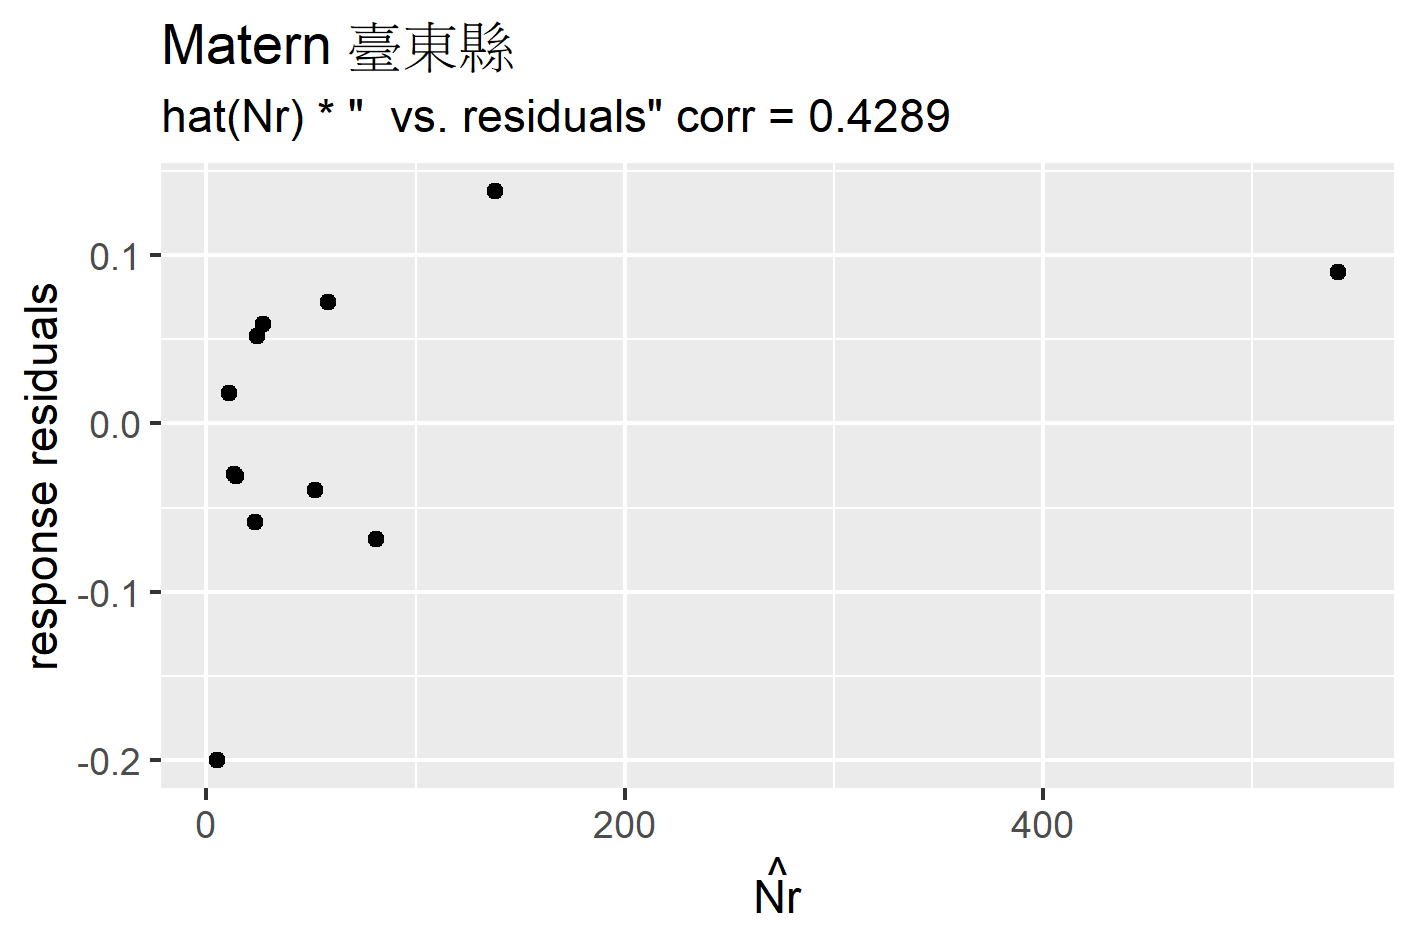 Matern 臺東縣
hat(Nr) * "  vs. residuals" corr = 0.4289
response residuals
0.1
0.0
-0.1
-0.2
0 200 400
N̂r